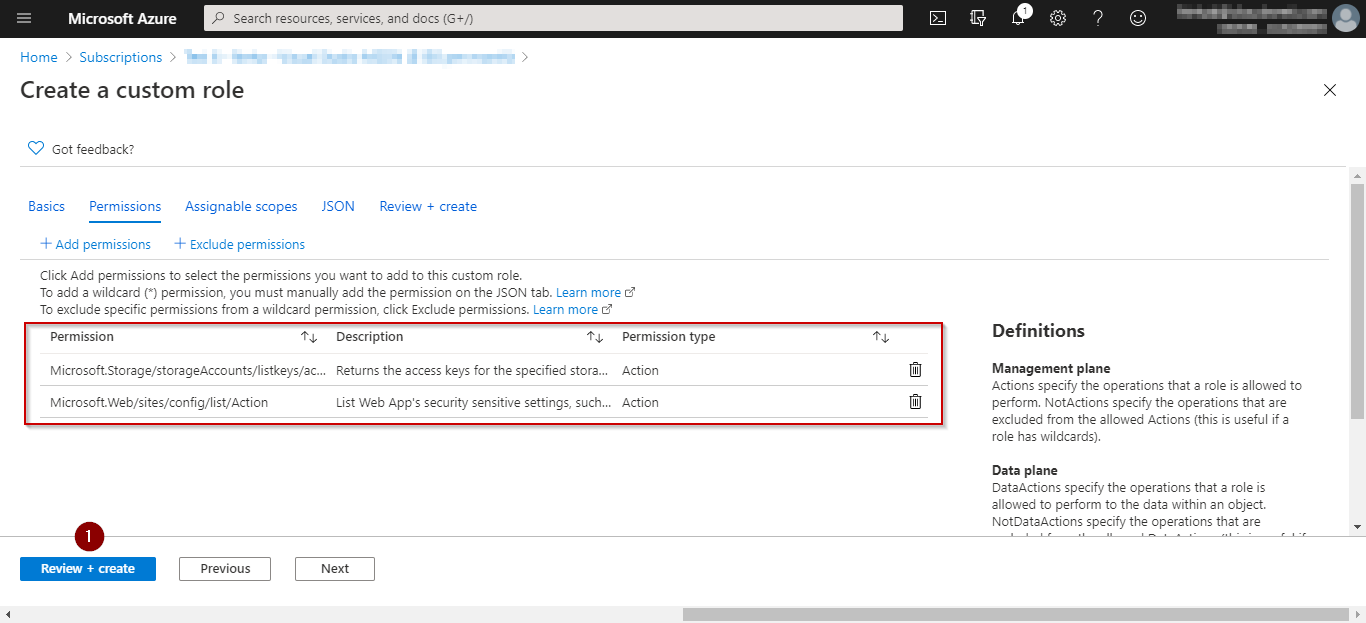 Microsoft Azure
Search resources, services, and docs (G+/)
1
Home > Subscriptions >
Create a custom role
Got feedback?
Basics Permissions Assignable scopes JSON Review + create
+ Add permissions + Exclude permissions
Click Add permissions to select the permissions you want to add to this custom role.
To add a wildcard (*) permission, you must manually add the permission on the JSON tab. Learn more
To exclude specific permissions from a wildcard permission, click Exclude permissions. Learn more
Permission Description Permission type
Microsoft.Storage/storageAccounts/listkeys/ac... Returns the access keys for the specified stora... Action
Microsoft.Web/sites/config/list/Action List Web App's security sensitive settings, such... Action
Definitions
Management plane
Actions specify the operations that a role is allowed to
perform. NotActions specify the operations that are
excluded from the allowed Actions (this is useful if a
role has wildcards).
Data plane
DataActions specify the operations that a role is
allowed to perform to the data within an object.
NotDataActions specify the operations that are
1
Review + create Previous Next